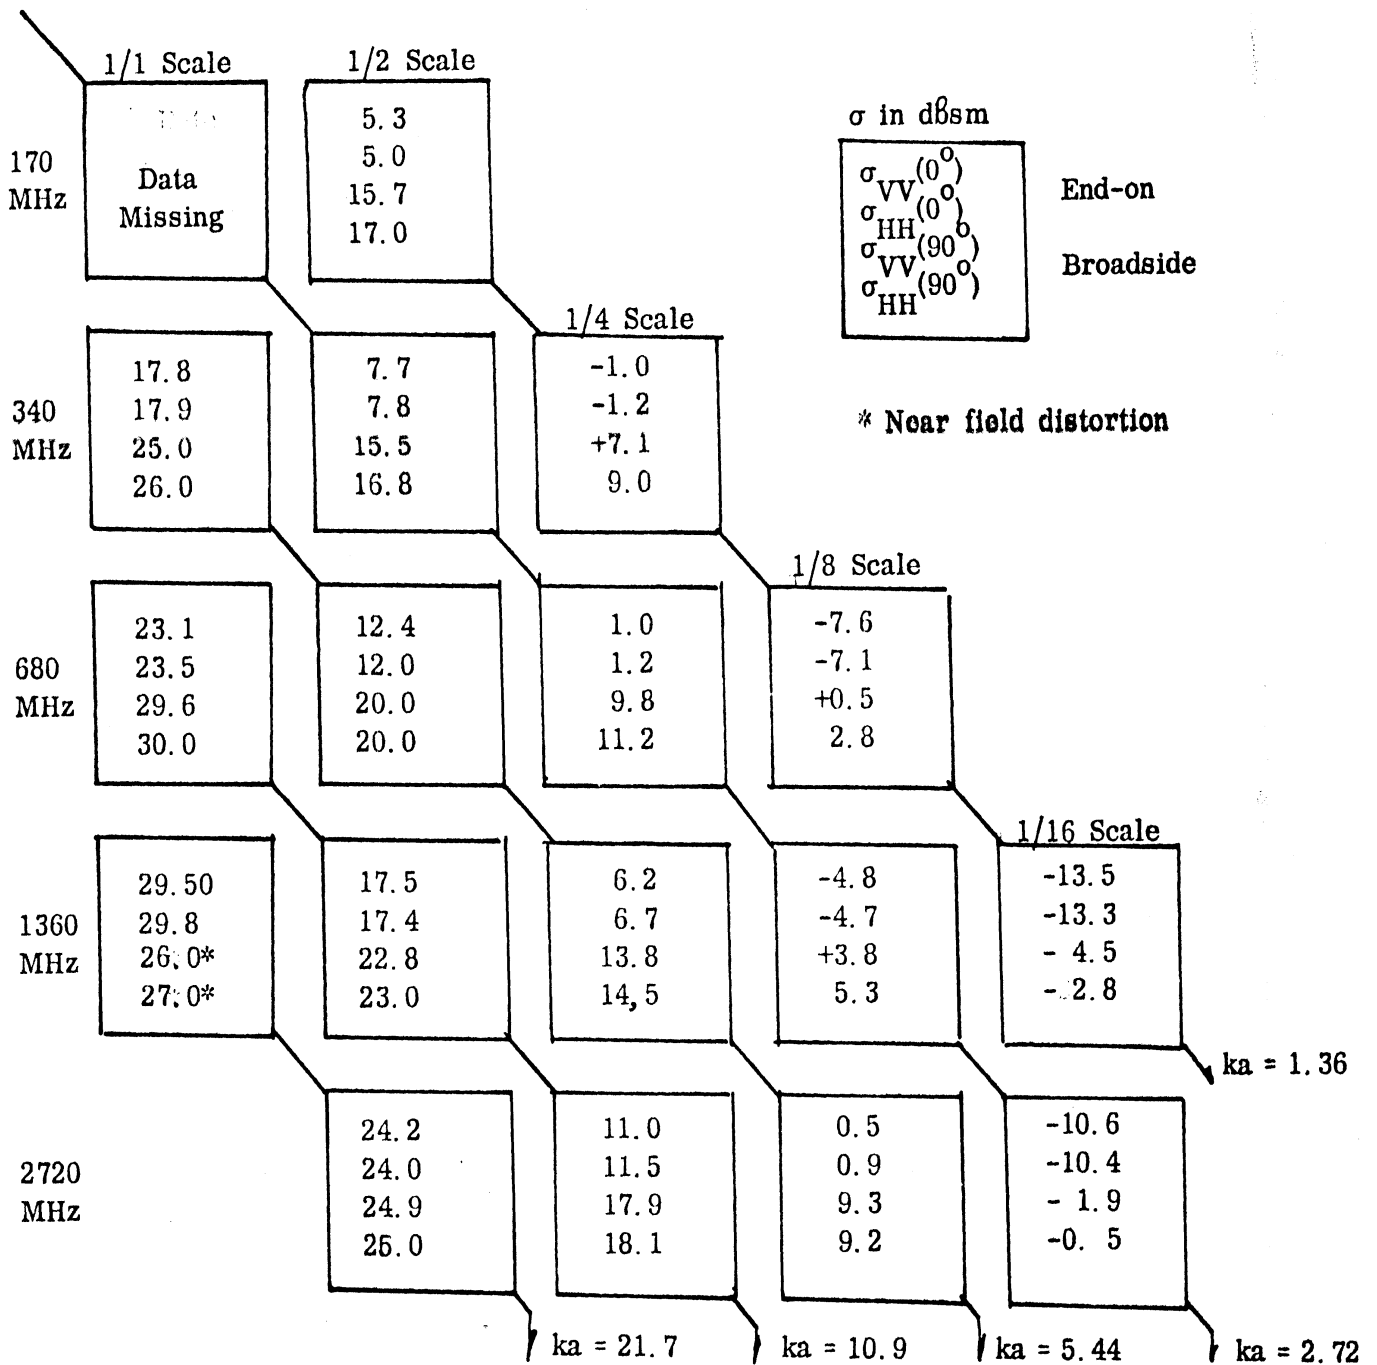 1/1 Scale
1/2 Scale
170
MHz
Data
Missing
5.3
5.0
15.7
17.0
σ in dBsm
σVV(0°)
σHH(0°)
σVV(90°)
σHH(90°)
End-on
Broadside
* Near field distortion
1/4 Scale
340
MHz
17.8
17.9
25.0
26.0
7.7
7.8
15.5
16.8
-1.0
-1.2
+7.1
9.0
1/8 Scale
680
MHz
23.1
23.5
29.6
30.0
12.4
12.0
20.0
20.0
1.0
1.2
9.8
11.2
-7.6
-7.1
+0.5
2.8
1/16 Scale
1360
MHz
29.50
29.8
26.0*
27.0*
17.5
17.4
22.8
23.0
6.2
6.7
13.8
14,5
-4.8
-4.7
+3.8
5.3
-13.5
-13.3
- 4.5
- 2.8
ka = 1.36
2720
MHz
24.2
24.0
24.9
25.0
11.0
11.5
17.9
18.1
0.5
0.9
9.3
9.2
-10.6
-10.4
- 1.9
-0. 5
ka = 21.7
ka = 10.9
ka = 5.44
ka = 2.72